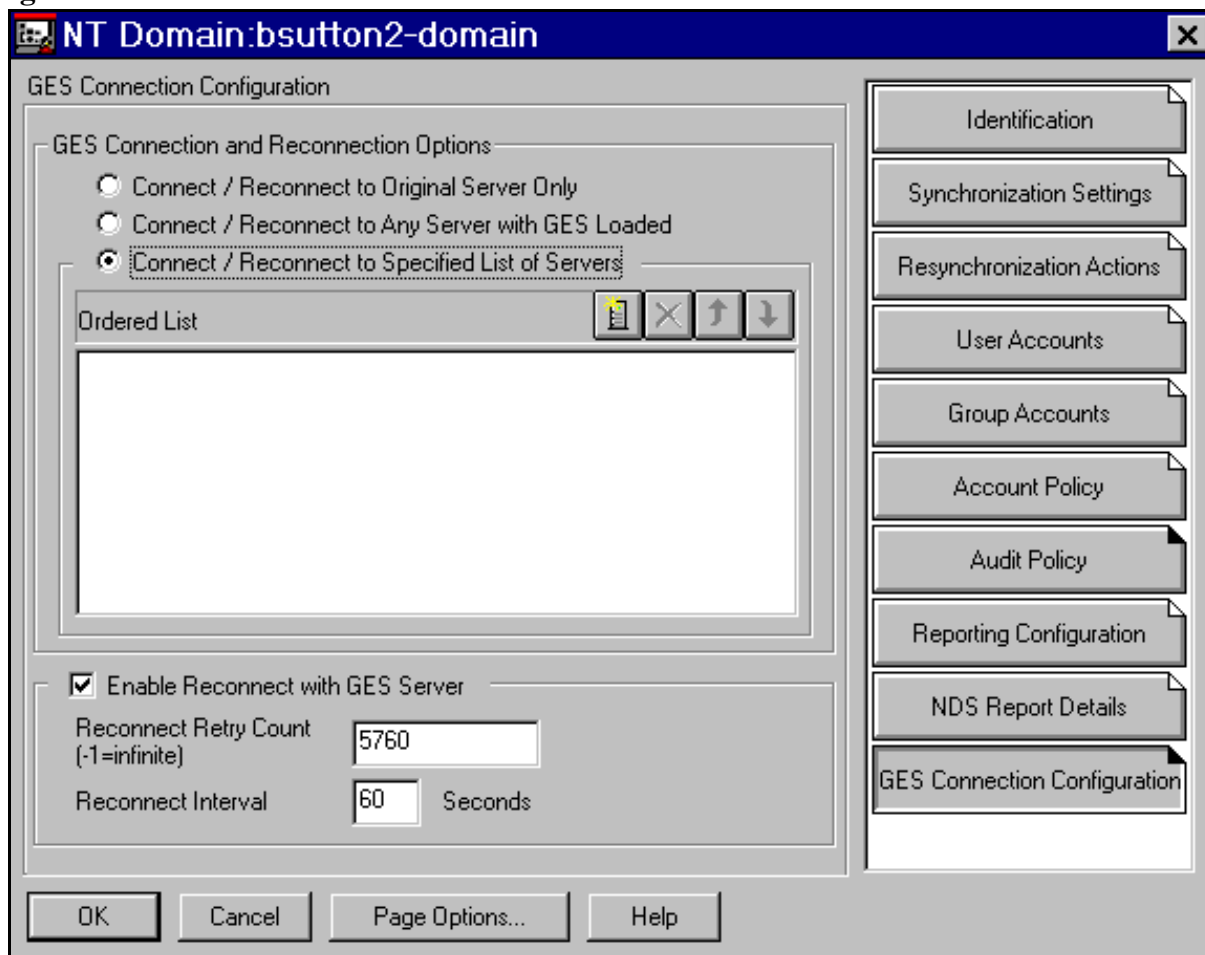 NT Domain:bsutton2-domain
GES Connection Configuration
GES Connection and Reconnection Options
Connect / Reconnect to Original Server Only
Connect / Reconnect to Any Server with GES Loaded
Connect / Reconnect to Specified List of Servers
Ordered List
Enable Reconnect with GES Server
Reconnect Retry Count
(-1=infinite)
5760
Reconnect Interval
60
Seconds
Identification
Synchronization Settings
Resynchronization Actions
User Accounts
Group Accounts
Account Policy
Audit Policy
Reporting Configuration
NDS Report Details
GES Connection Configuration
OK
Cancel
Page Options...
Help